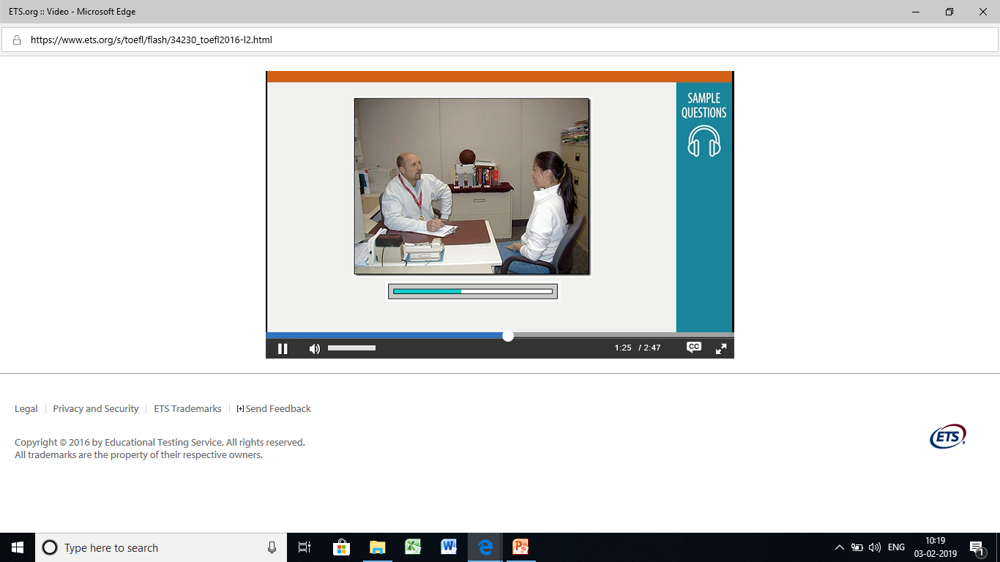 ETS.org :: Video - Microsoft Edge
https://www.ets.org/s/toefl/flash/34230_toefl2016-l2.html
SAMPLE
QUESTIONS
1:25 / 2:47
CC
Legal Privacy and Security ETS Trademarks [+] Send Feedback
Copyright © 2016 by Educational Testing Service. All rights reserved.
All trademarks are the property of their respective owners.
ETS®
Type here to search
ENG
10:19
03-02-2019
1